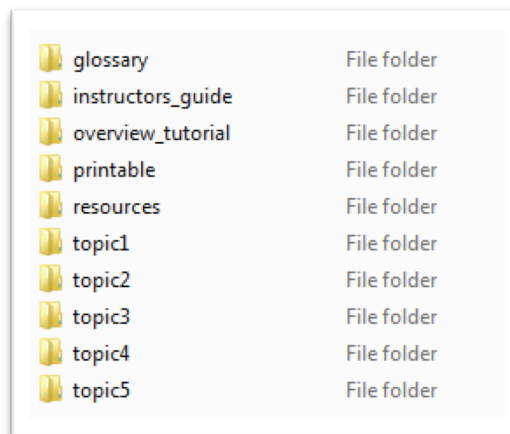 glossary File folder
instructors_guide File folder
overview_tutorial File folder
printable File folder
resources File folder
topic1 File folder
topic2 File folder
topic3 File folder
topic4 File folder
topic5 File folder